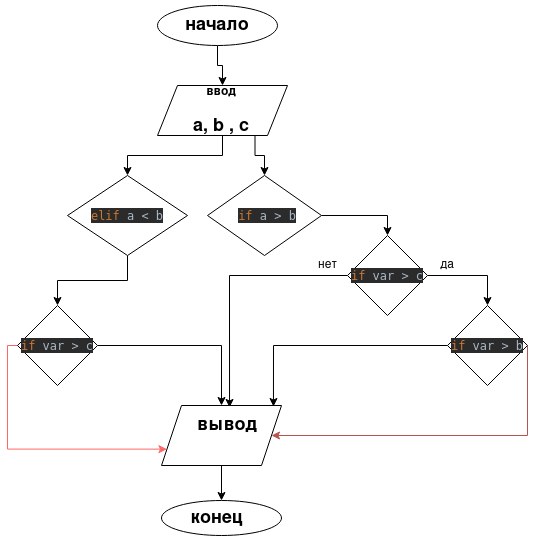 начало
ввод
a, b , c
elif a < b
if a > b
нет
да
if var > c
if var > c
if var > b
вывод
конец